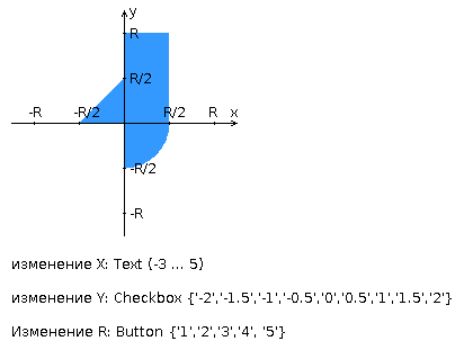 y
R
R/2
-R -R/2 R/2 R x
-R/2
-R
изменение X: Text (-3 ... 5)
изменение Y: Checkbox {'-2','-1.5','-1','-0.5','0','0.5','1','1.5','2'}
Изменение R: Button {'1','2','3','4', '5'}